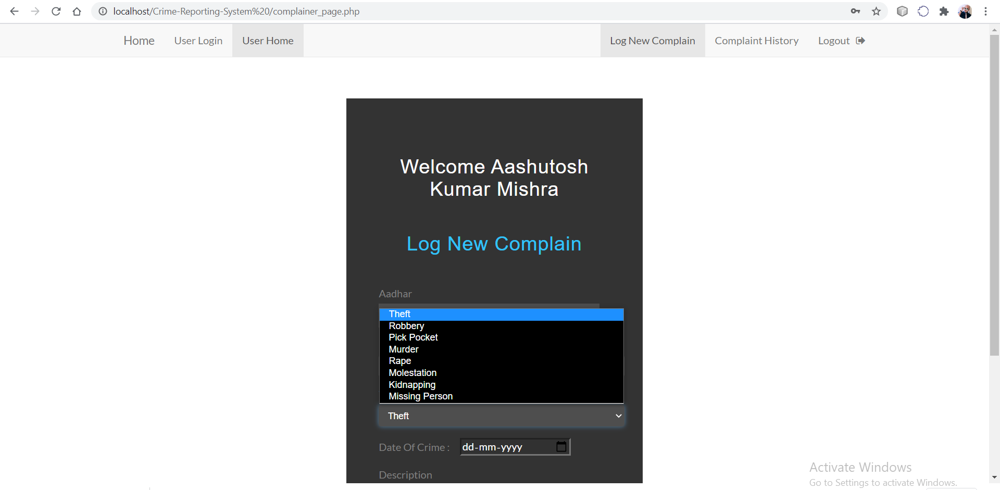 localhost/Crime-Reporting-System%20/complainer_page.php
Home User Login User Home Log New Complain Complaint History Logout
Welcome Aashutosh
Kumar Mishra
Log New Complain
Aadhar
Theft
Robbery
Pick Pocket
Murder
Rape
Molestation
Kidnapping
Missing Person
Theft
Date Of Crime : dd-mm-yyyy
Description
Activate Windows
Go to Settings to activate Windows.